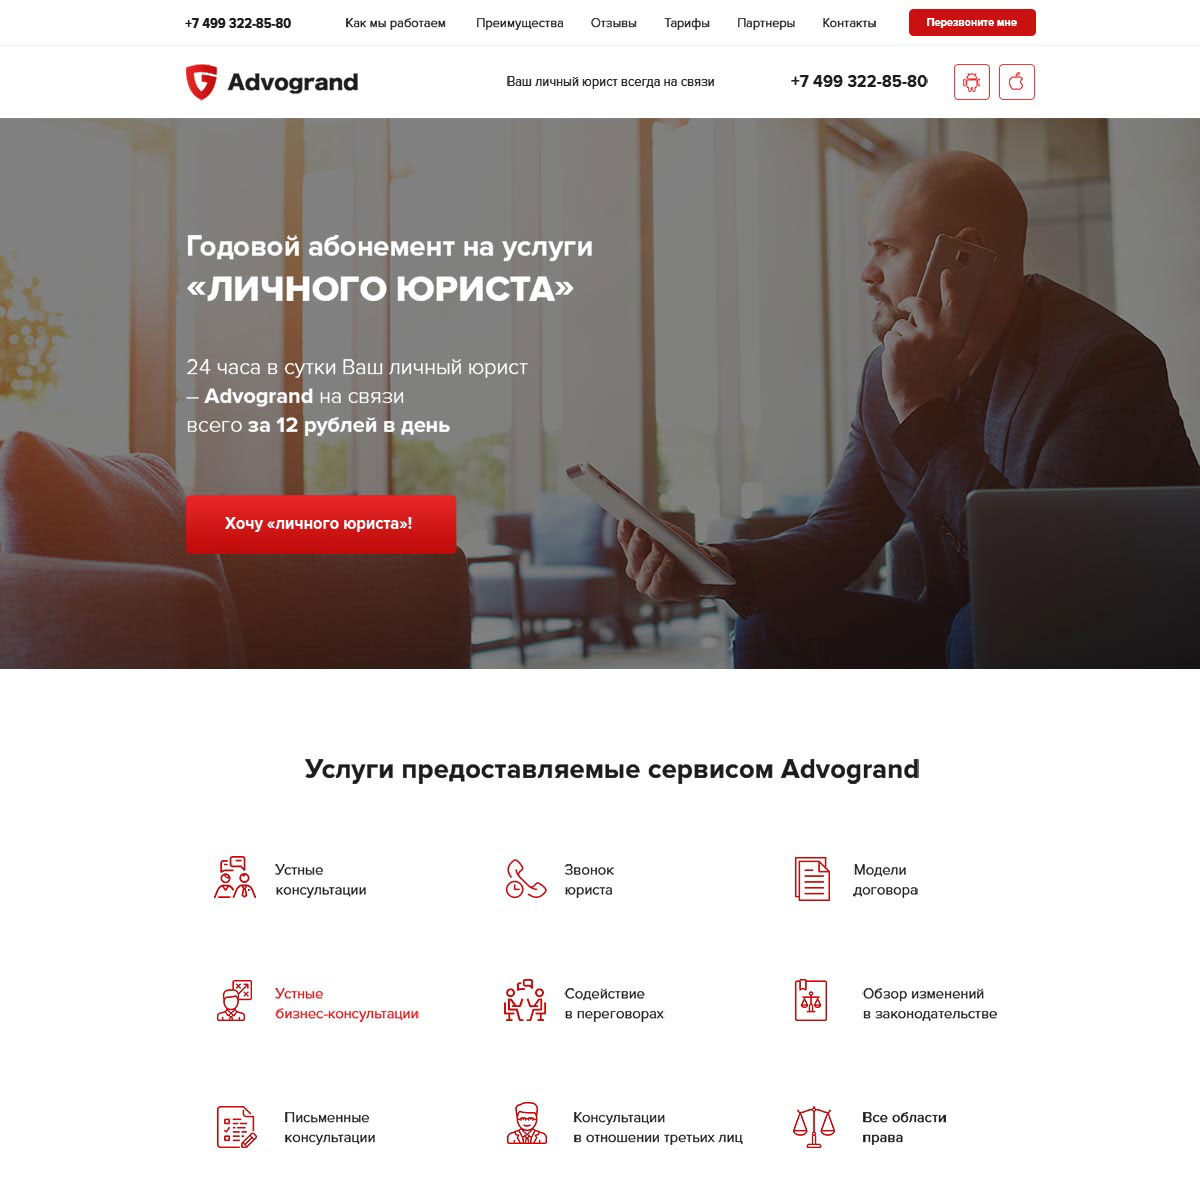 +7 499 322-85-80
Как мы работаем
Преимущества
Отзывы
Тарифы
Партнеры
Контакты
Перезвоните мне
Advogrand
Ваш личный юрист всегда на связи
+7 499 322-85-80
Годовой абонемент на услуги
«ЛИЧНОГО ЮРИСТА»
24 часа в сутки Ваш личный юрист
– Advogrand на связи
всего за 12 рублей в день
Хочу «личного юриста»!
Услуги предоставляемые сервисом Advogrand
Устные
консультации
Звонок
юриста
Модели
договора
Устные
бизнес-консультации
Содействие
в переговорах
Обзор изменений
в законодательстве
Письменные
консультации
Консультации
в отношении третьих лиц
Все области
права